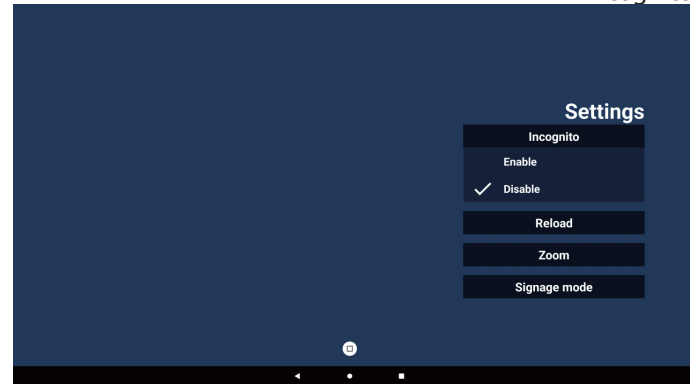 Settings
Incognito
Enable
Disable
Reload
Zoom
Signage mode